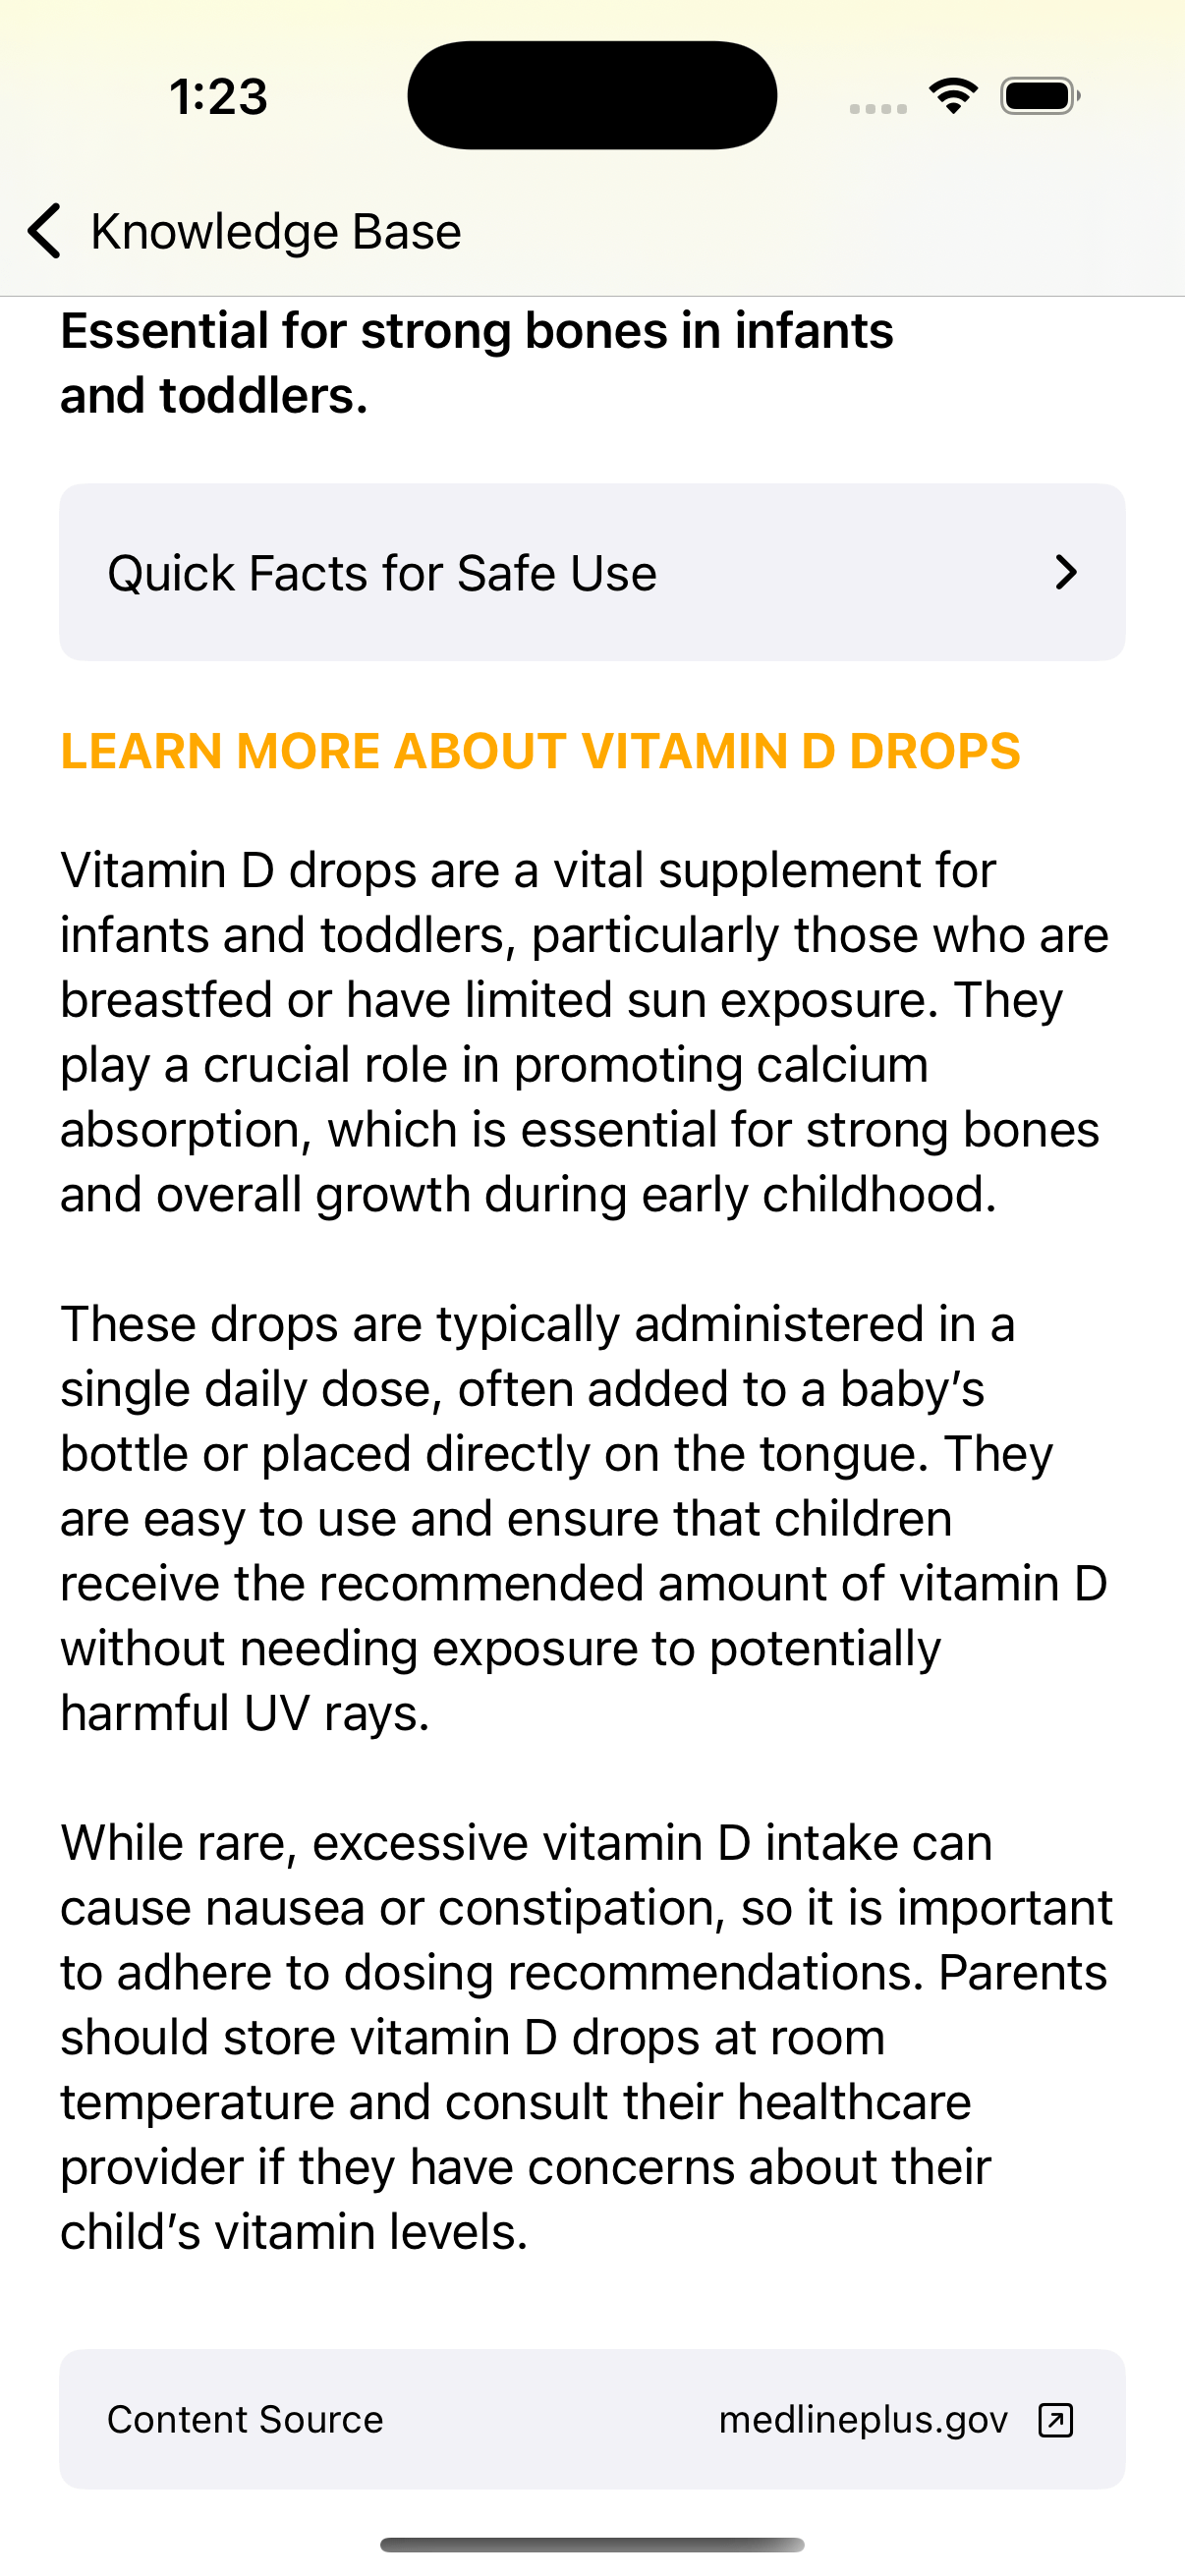 1:23
Knowledge Base
Essential for strong bones in infants
and toddlers.
Quick Facts for Safe Use
LEARN MORE ABOUT VITAMIN D DROPS
Vitamin D drops are a vital supplement for
infants and toddlers, particularly those who are
breastfed or have limited sun exposure. They
play a crucial role in promoting calcium
absorption, which is essential for strong bones
and overall growth during early childhood.
These drops are typically administered in a
single daily dose, often added to a baby’s
bottle or placed directly on the tongue. They
are easy to use and ensure that children
receive the recommended amount of vitamin D
without needing exposure to potentially
harmful UV rays.
While rare, excessive vitamin D intake can
cause nausea or constipation, so it is important
to adhere to dosing recommendations. Parents
should store vitamin D drops at room
temperature and consult their healthcare
provider if they have concerns about their
child’s vitamin levels.
Content Source medlineplus.gov